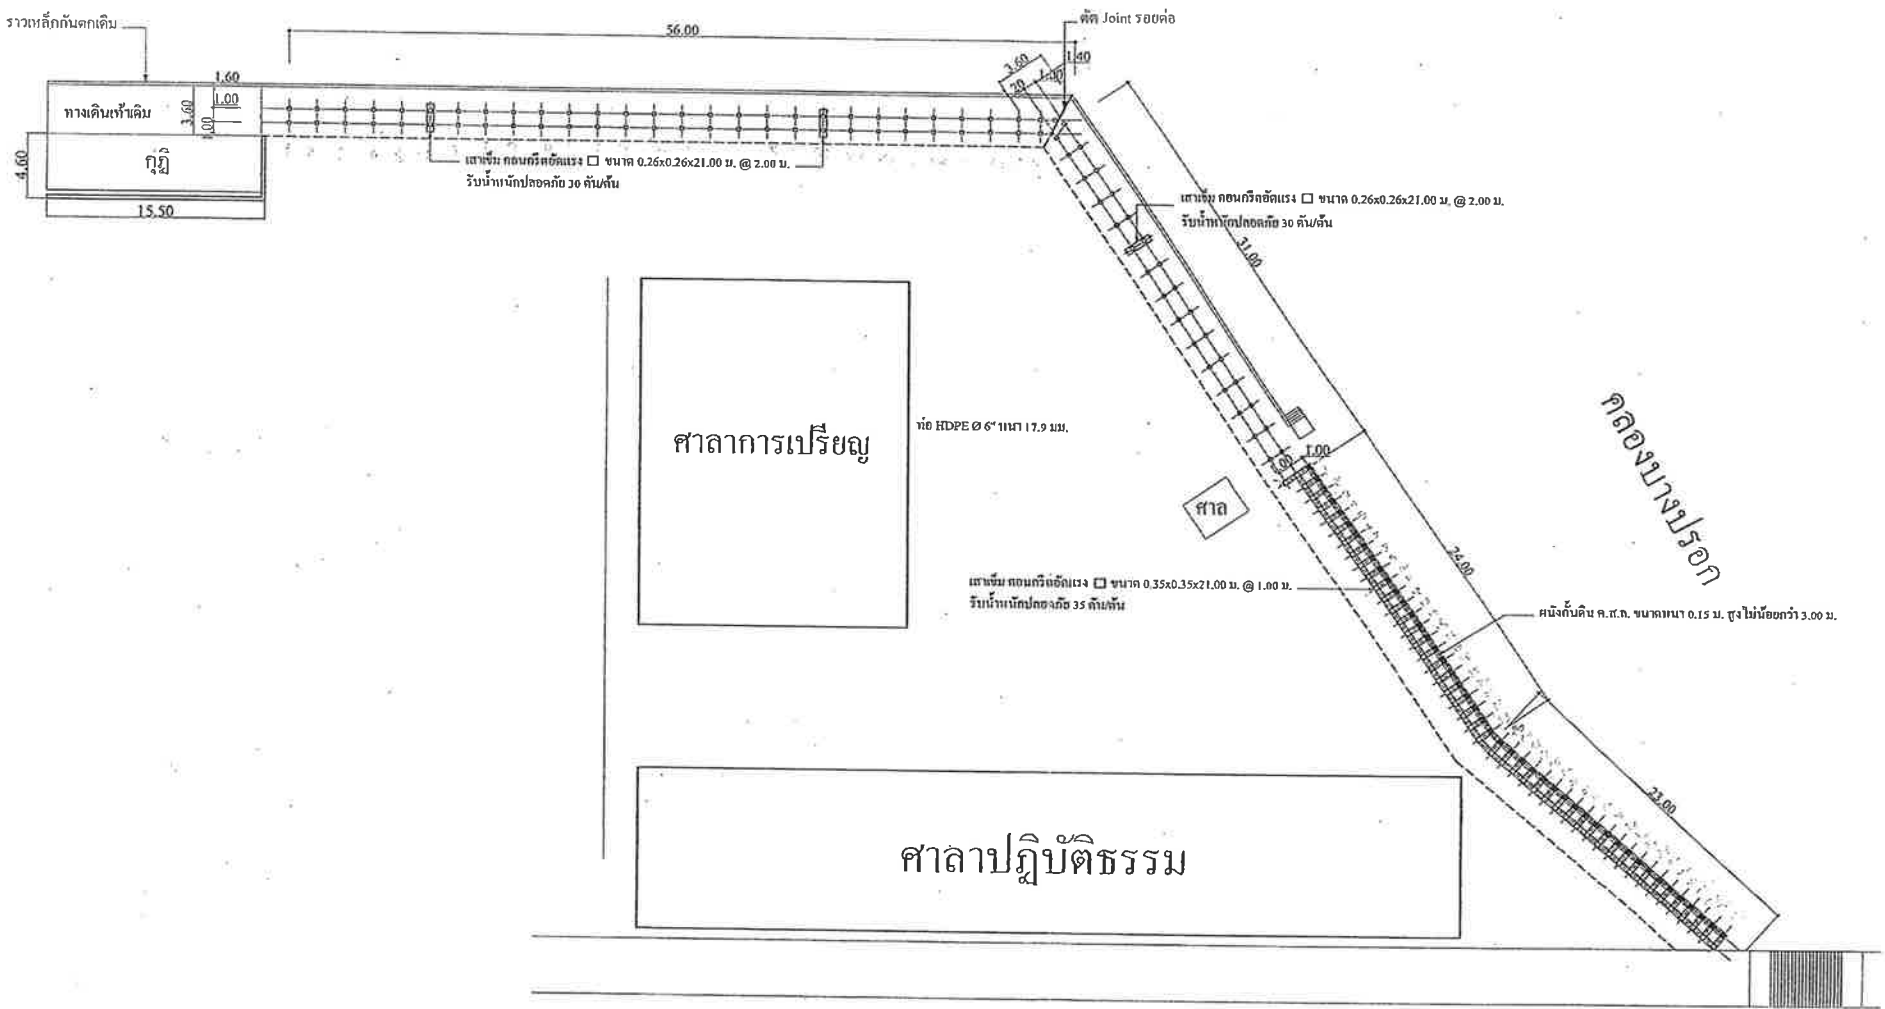 ราวเหล็กกันตกเดิม
56.00
ตัด Joint รอยต่อ
1.40
3.60
1.00
20
1.60
1.00
3.60
1.00
ทางเดินเท้าเดิม
กุฏิ
4.60
15.50
เสาเข็ม คอนกรีตอัดแรง □ ขนาด 0.26x0.26x21.00 ม. @ 2.00 ม.
รับน้ำหนักปลอดภัย 30 ตัน/ต้น
เสาเข็ม คอนกรีตอัดแรง □ ขนาด 0.26x0.26x21.00 ม. @ 2.00 ม.
รับน้ำหนักปลอดภัย 30 ตัน/ต้น
31.00
ศาลาการเปรียญ
ท่อ HDPE Ø 6" หนา 17.9 มม.
คลองบางปรอก
1.00
1.00
ศาล
24.00
เสาเข็ม คอนกรีตอัดแรง □ ขนาด 0.35x0.35x21.00 ม. @ 1.00 ม.
รับน้ำหนักปลอดภัย 35 ตัน/ต้น
ผนังกั้นดิน ค.ส.ล. ขนาดหนา 0.15 ม. สูงไม่น้อยกว่า 3.00 ม.
23.00
ศาลาปฏิบัติธรรม